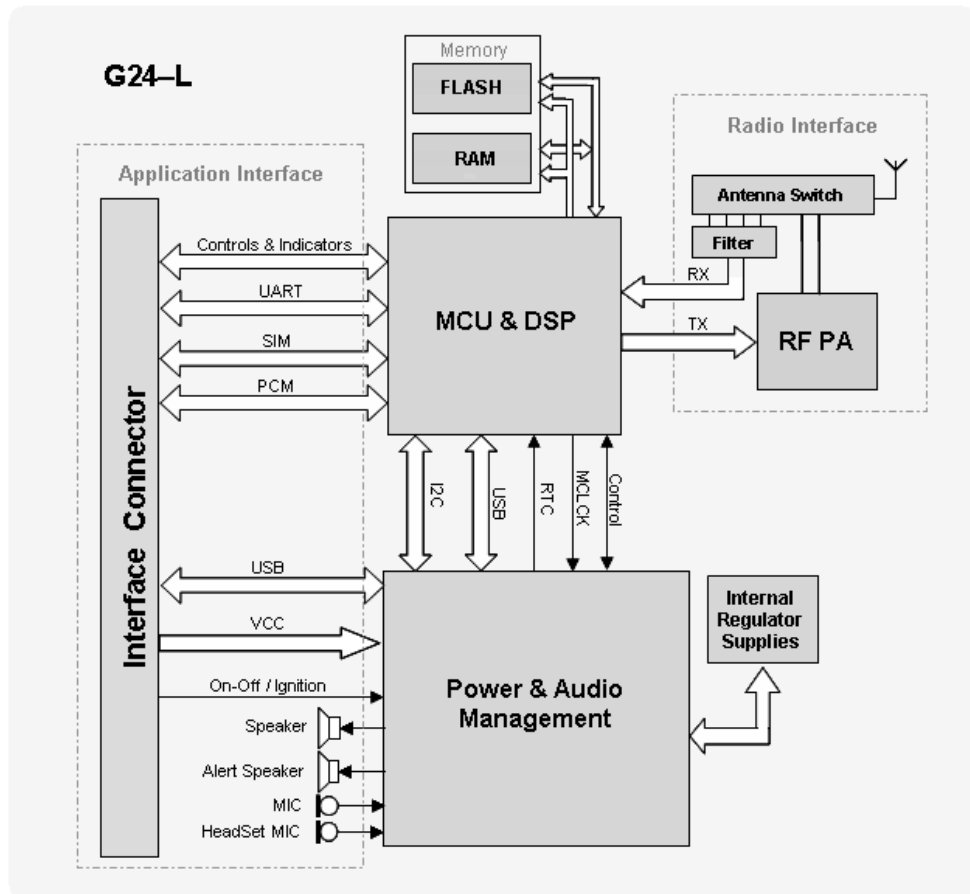 G24–L
Memory
FLASH
RAM
Radio Interface
Antenna Switch
Filter
RX
TX
RF PA
Application Interface
Interface Connector
Controls & Indicators
UART
SIM
PCM
MCU & DSP
I2C
USB
RTC
MCLCK
Control
USB
VCC
On-Off / Ignition
Speaker
Alert Speaker
MIC
HeadSet MIC
Power & Audio
Management
Internal
Regulator
Supplies